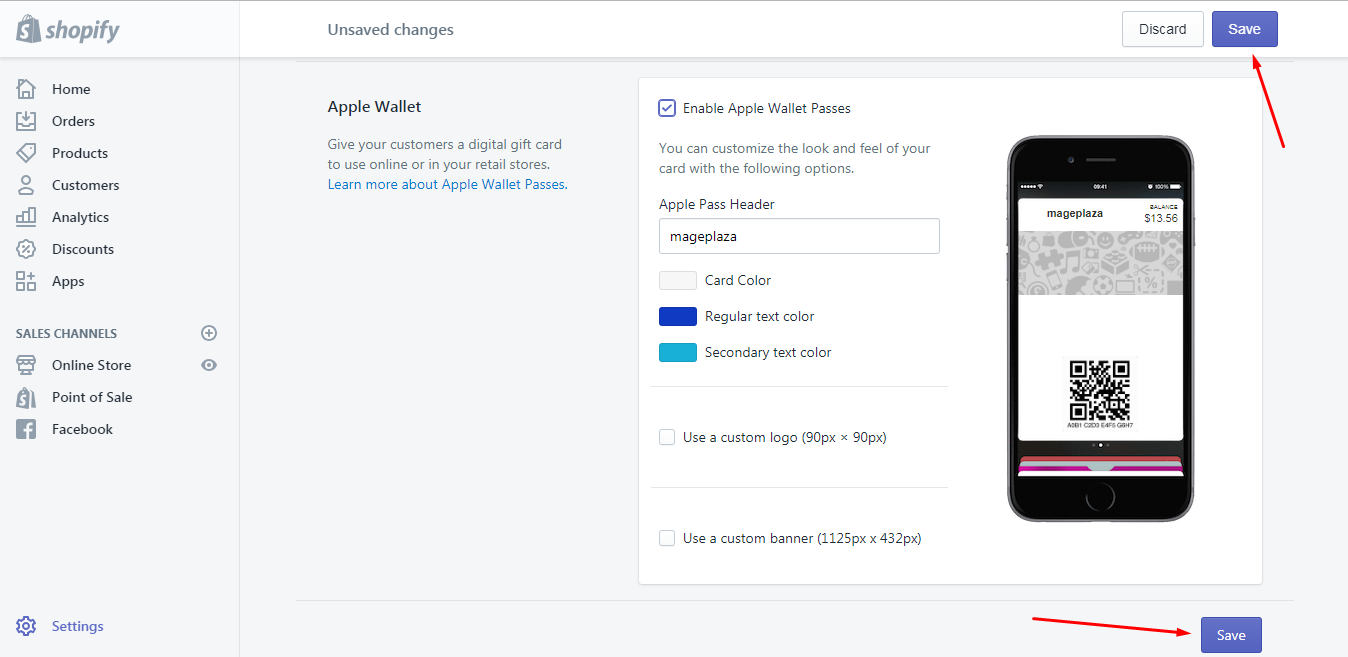 shopify
Unsaved changes
Discard
Save
Home
Orders
Products
Customers
Analytics
Discounts
Apps
SALES CHANNELS
Online Store
Point of Sale
Facebook
Settings
Apple Wallet
Give your customers a digital gift card
to use online or in your retail stores.
Learn more about Apple Wallet Passes.
Enable Apple Wallet Passes
You can customize the look and feel of your
card with the following options.
Apple Pass Header
mageplaza
Card Color
Regular text color
Secondary text color
Use a custom logo (90px × 90px)
Use a custom banner (1125px x 432px)
09:41
100%
mageplaza
BALANCE
$13.56
A0B1 C2D3 E4F5 G6H7
Save